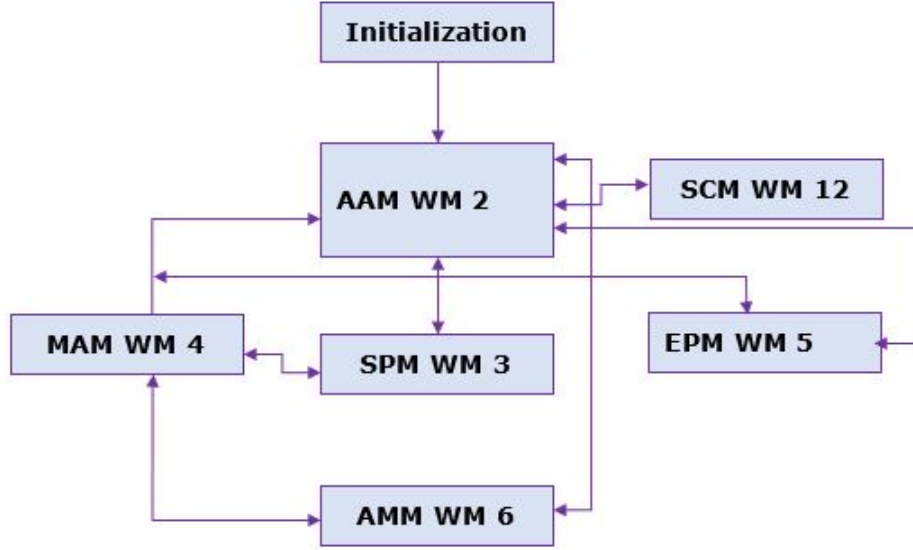 Initialization
AAM WM 2
SCM WM 12
MAM WM 4
SPM WM 3
EPM WM 5
AMM WM 6